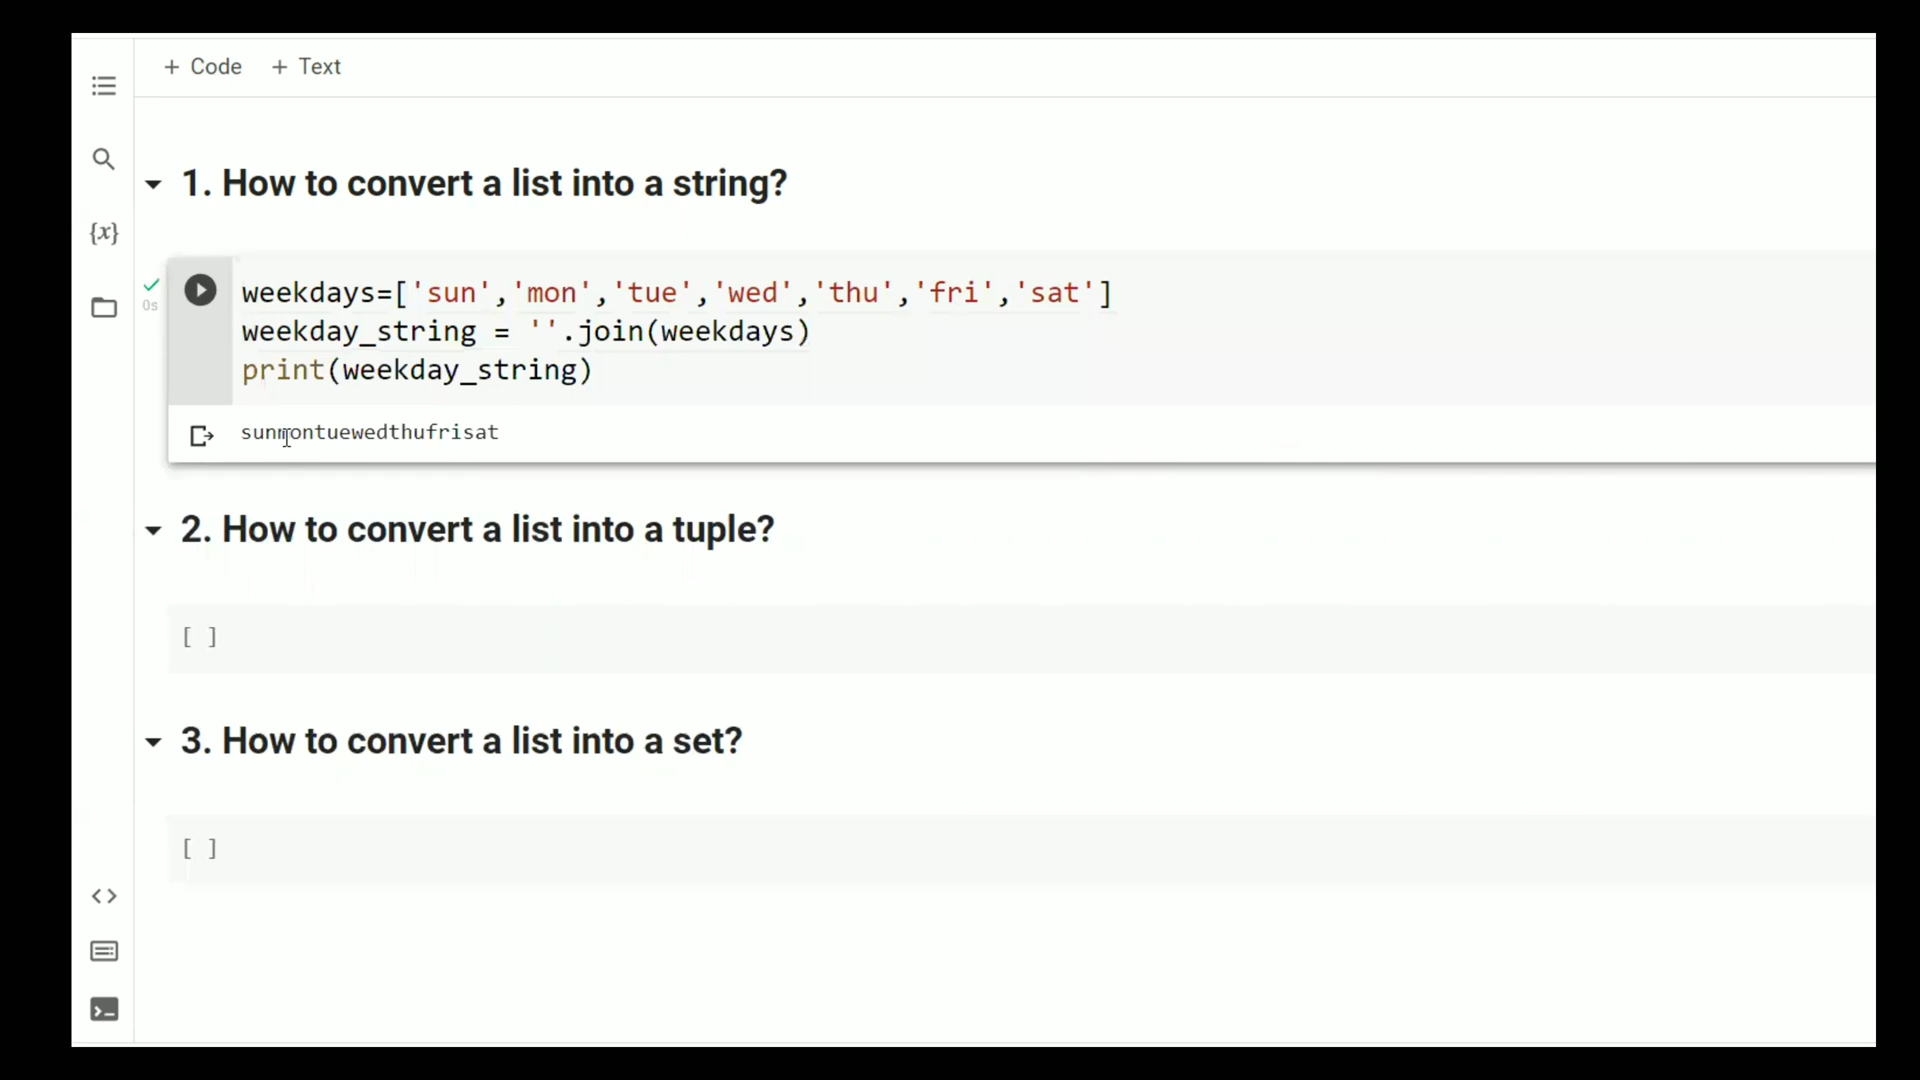 + Code + Text
1. How to convert a list into a string?
{x}
0s
weekdays=['sun','mon','tue','wed','thu','fri','sat']
weekday_string = ''.join(weekdays)
print(weekday_string)
sunmontuewedthufrisat
2. How to convert a list into a tuple?
[ ]
3. How to convert a list into a set?
[ ]